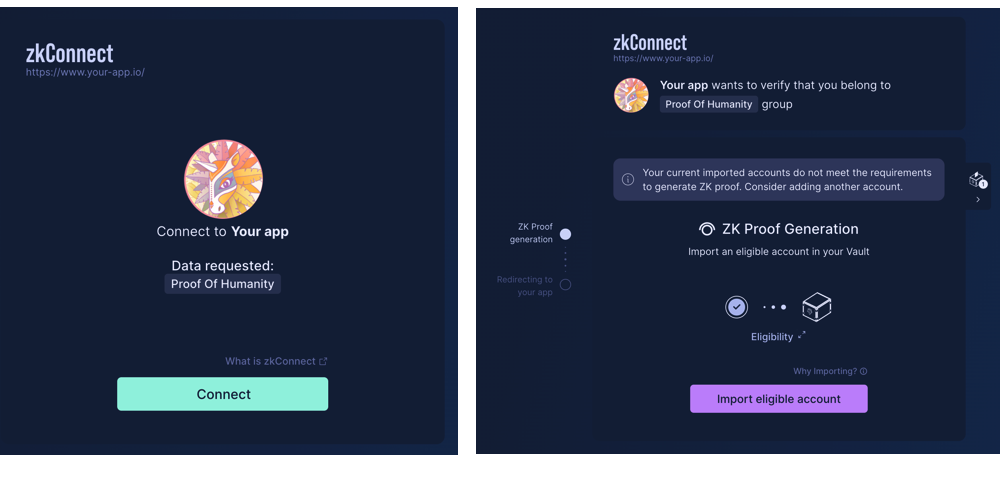 zkConnect
https://www.your-app.io/
Connect to Your app
Data requested:
Proof Of Humanity
What is zkConnect
Connect
zkConnect
https://www.your-app.io/
Your app wants to verify that you belong to
Proof Of Humanity group
Your current imported accounts do not meet the requirements
to generate ZK proof. Consider adding another account.
1
ZK Proof
generation
Redirecting to
your app
ZK Proof Generation
Import an eligible account in your Vault
Eligibility
Why Importing?
Import eligible account